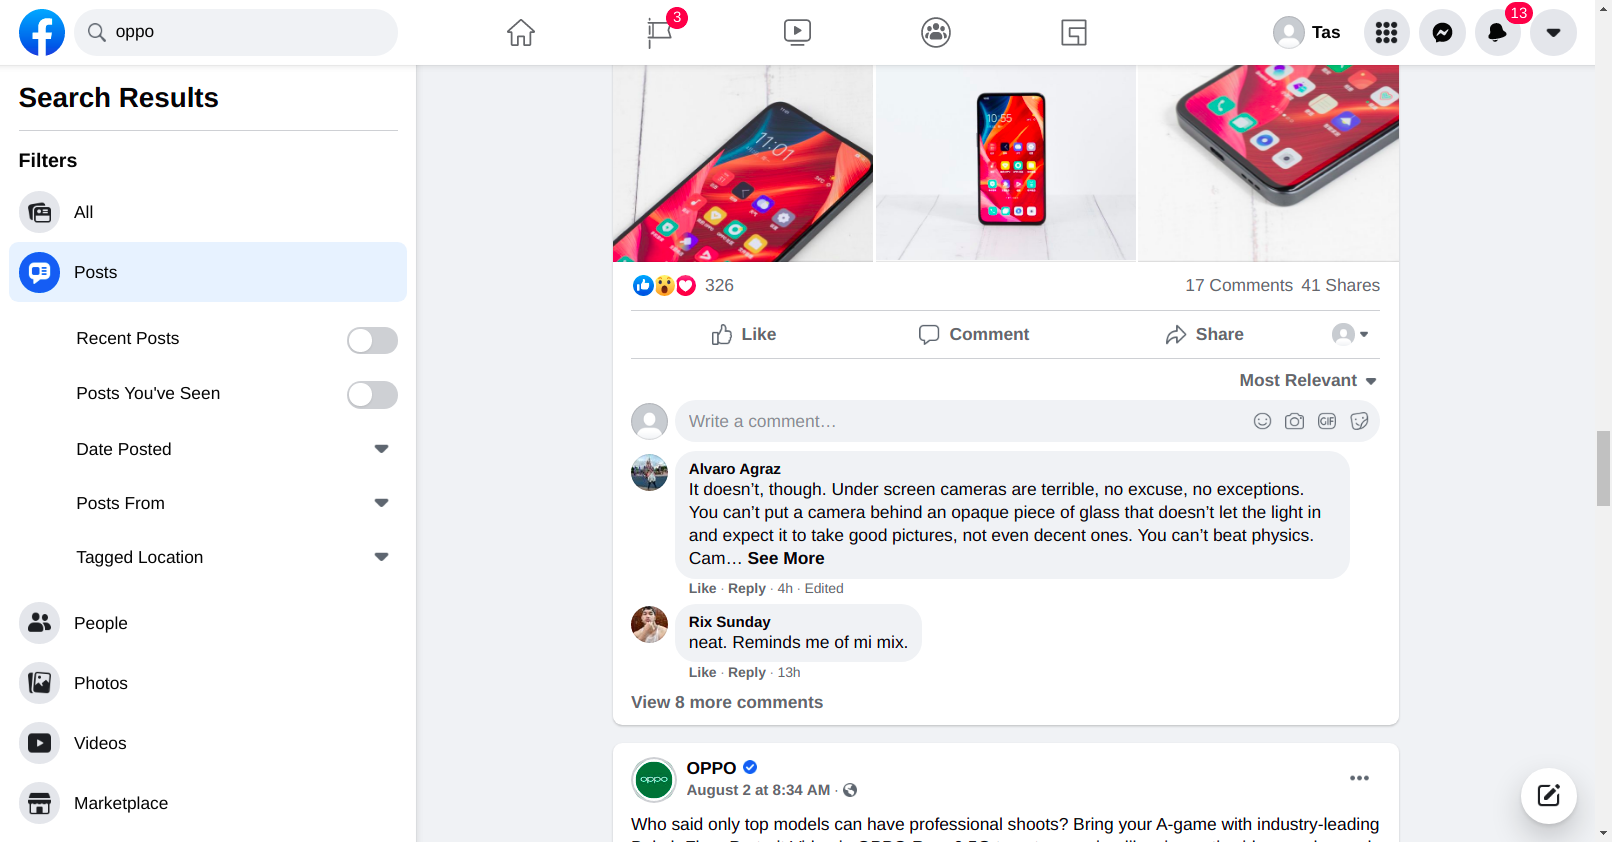 oppo
3
Tas
13
Search Results
Filters
All
Posts
Recent Posts
Posts You've Seen
Date Posted
Posts From
Tagged Location
People
Photos
Videos
Marketplace
11:01
10:55
326
17 Comments 41 Shares
Like
Comment
Share
Most Relevant
Write a comment…
GIF
Alvaro Agraz
It doesn’t, though. Under screen cameras are terrible, no excuse, no exceptions.
You can’t put a camera behind an opaque piece of glass that doesn’t let the light in
and expect it to take good pictures, not even decent ones. You can’t beat physics.
Cam… See More
Like · Reply · 4h · Edited
Rix Sunday
neat. Reminds me of mi mix.
Like · Reply · 13h
View 8 more comments
oppo
OPPO
August 2 at 8:34 AM ·
Who said only top models can have professional shoots? Bring your A-game with industry-leading